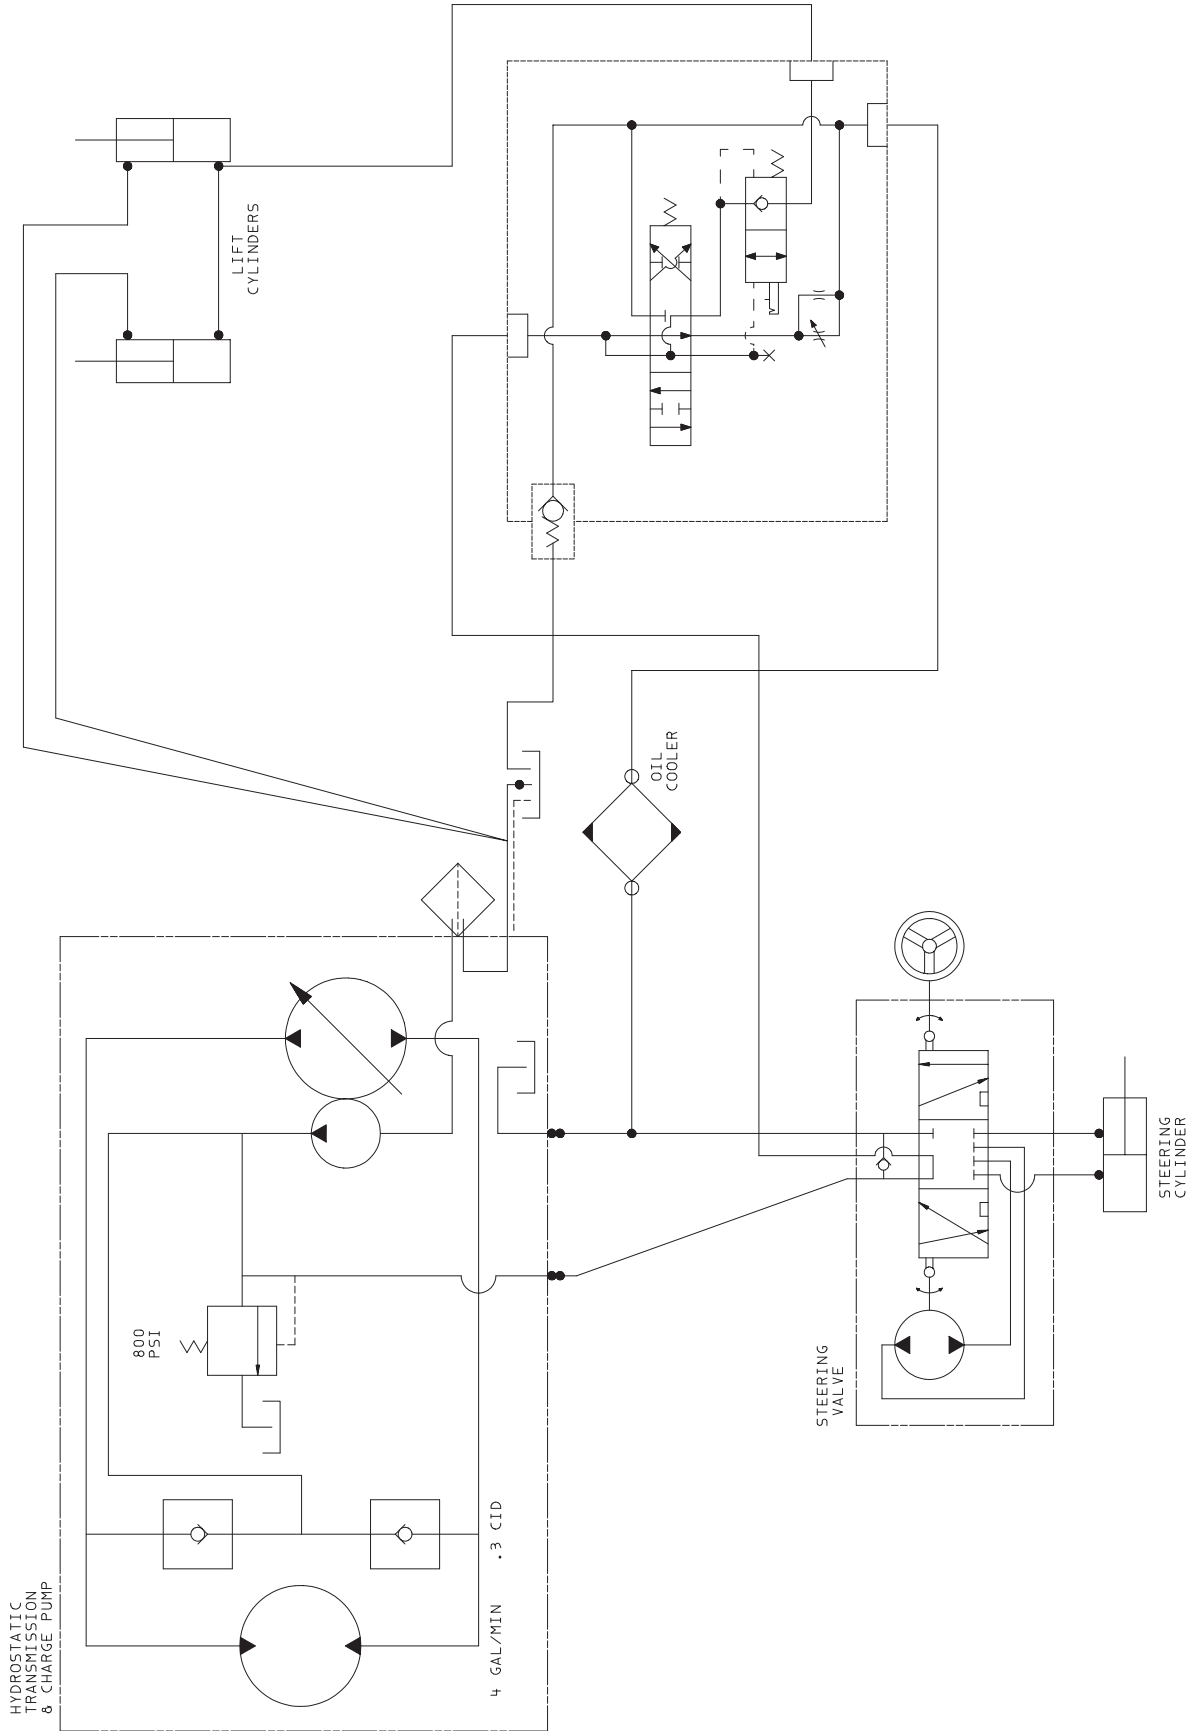 HYDROSTATIC
TRANSMISSION
& CHARGE PUMP
4 GAL/MIN .3 CID
800
PSI
LIFT
CYLINDERS
OIL
COOLER
STEERING
VALVE
STEERING
CYLINDER